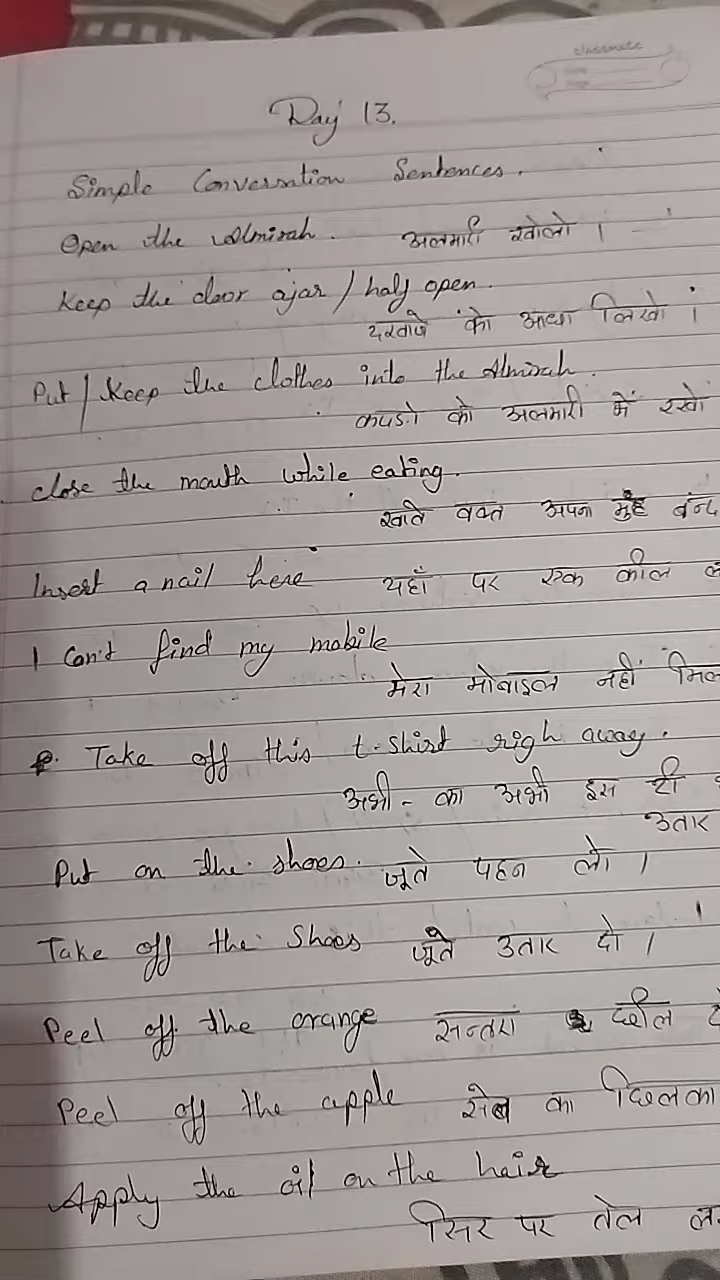 classmate
Day 13.
Simple Conversation Sentences.
Open the Almirah. अलमारी खोलो ।
Keep the door ajar / half open.
दरवाजे को आधा लिखो ।
Put / Keep the clothes into the Almirah.
कपडो को अलमारी में रखो
close the mouth while eating.
खाते वक्त अपना मुँह बन्द
Insert a nail here यहाँ पर एक कील
I can't find my mobile
मेरा मोबाइल नहीं मिल
Take off this t-shirt righ away.
अभी - का अभी इस टी
उतार
Put on the shoes. जूते पहन लो ।
Take off the shoes जूते उतार दो ।
Peel off the orange सन्तरा छील
Peel off the apple सेब का छिलका
Apply the oil on the hair
सिर पर तेल